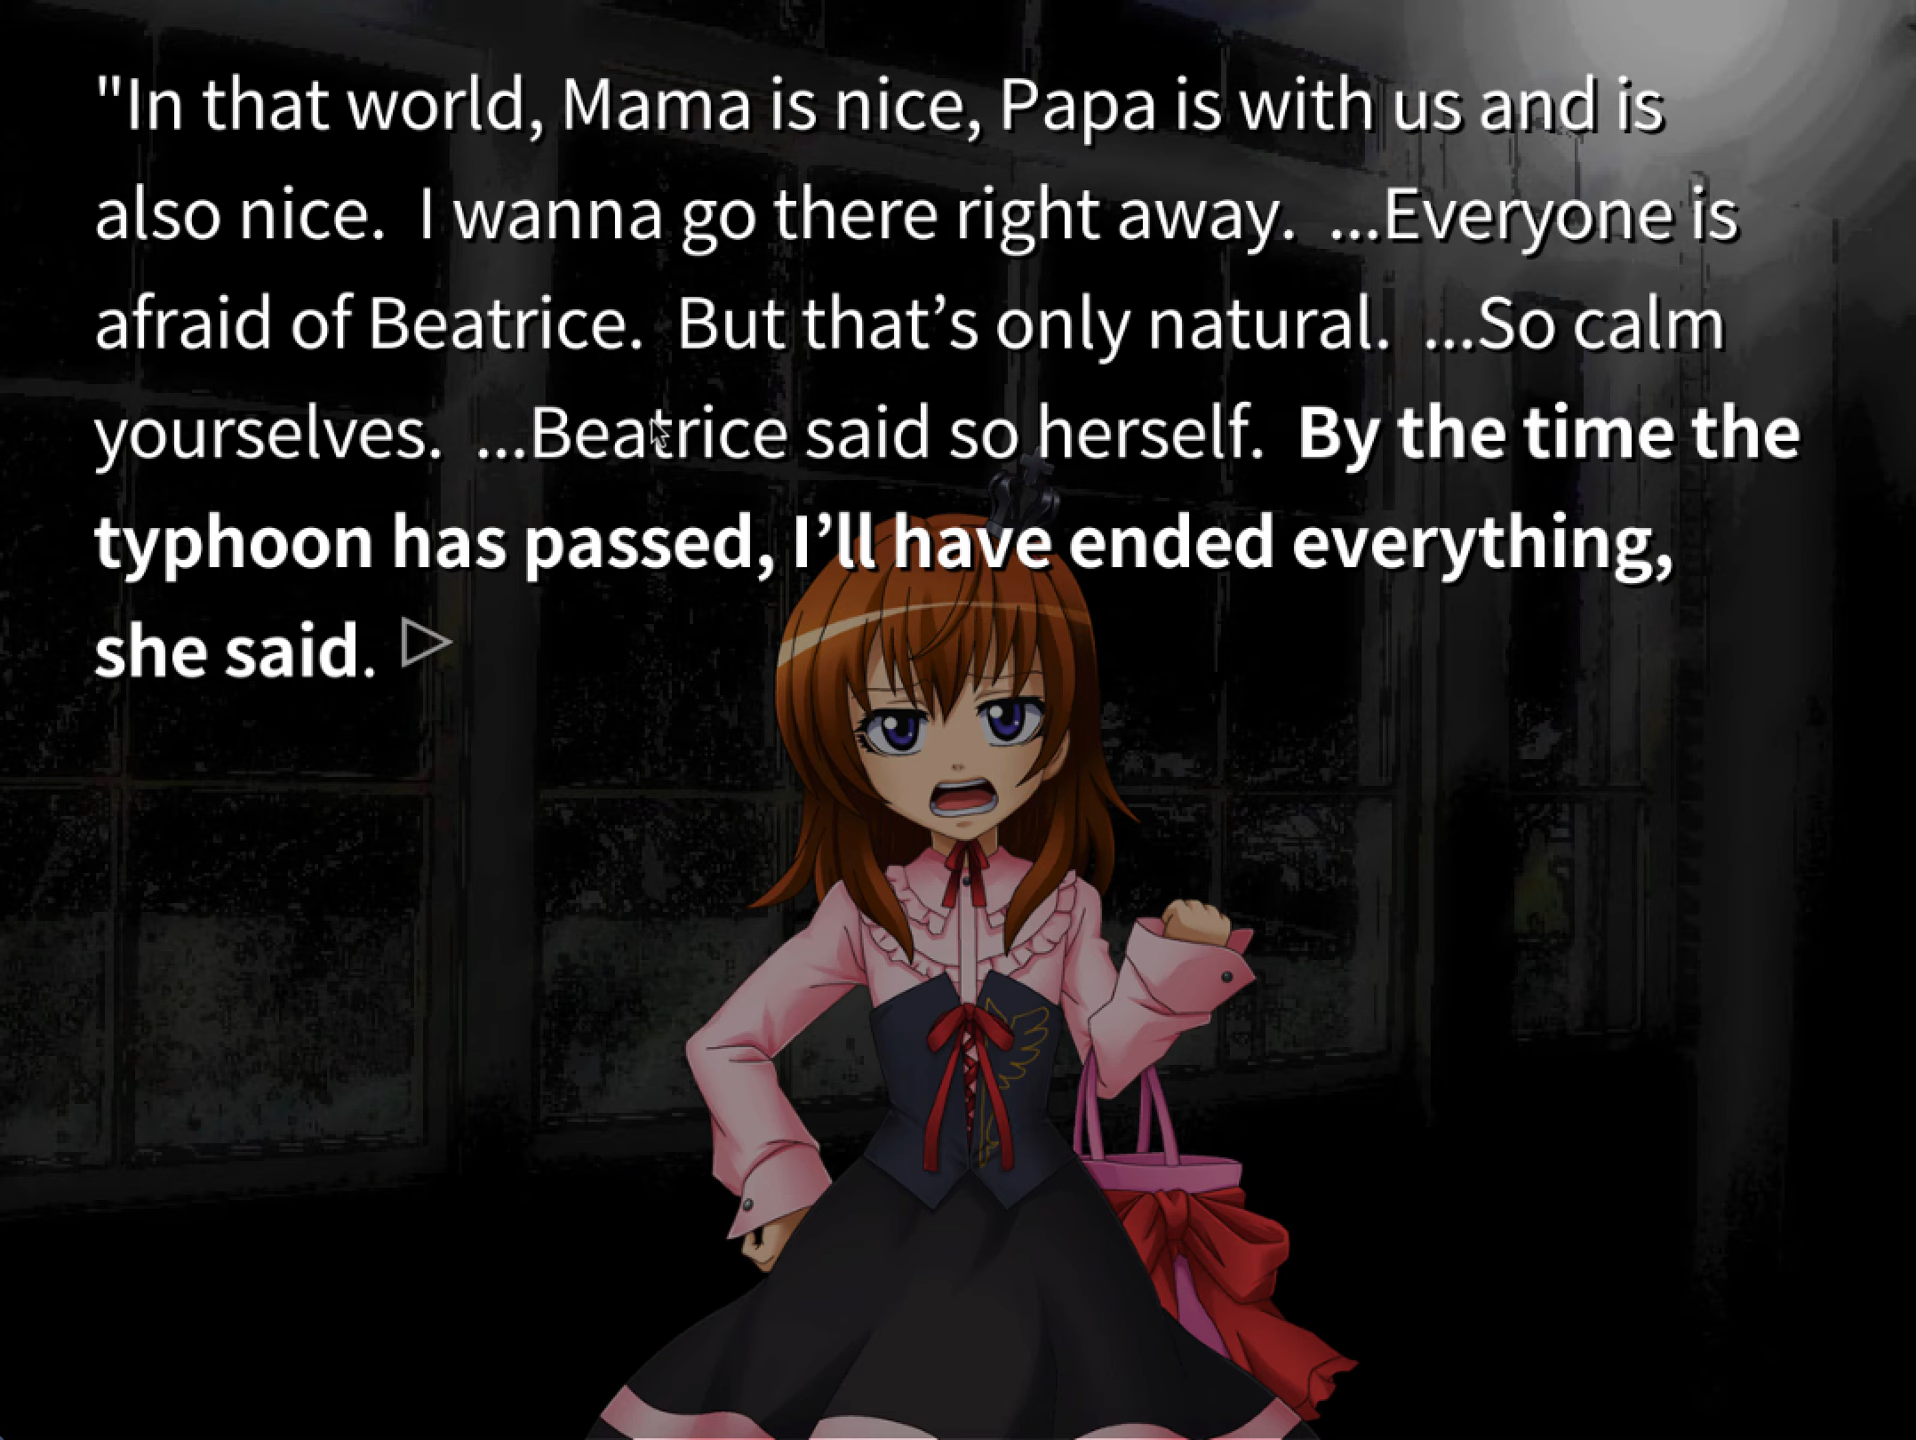 "In that world, Mama is nice, Papa is with us and is
also nice.  I wanna go there right away.  ...Everyone is
afraid of Beatrice.  But that’s only natural.  ...So calm
yourselves.  ...Beatrice said so herself.  By the time the
typhoon has passed, I’ll have ended everything,
she said.